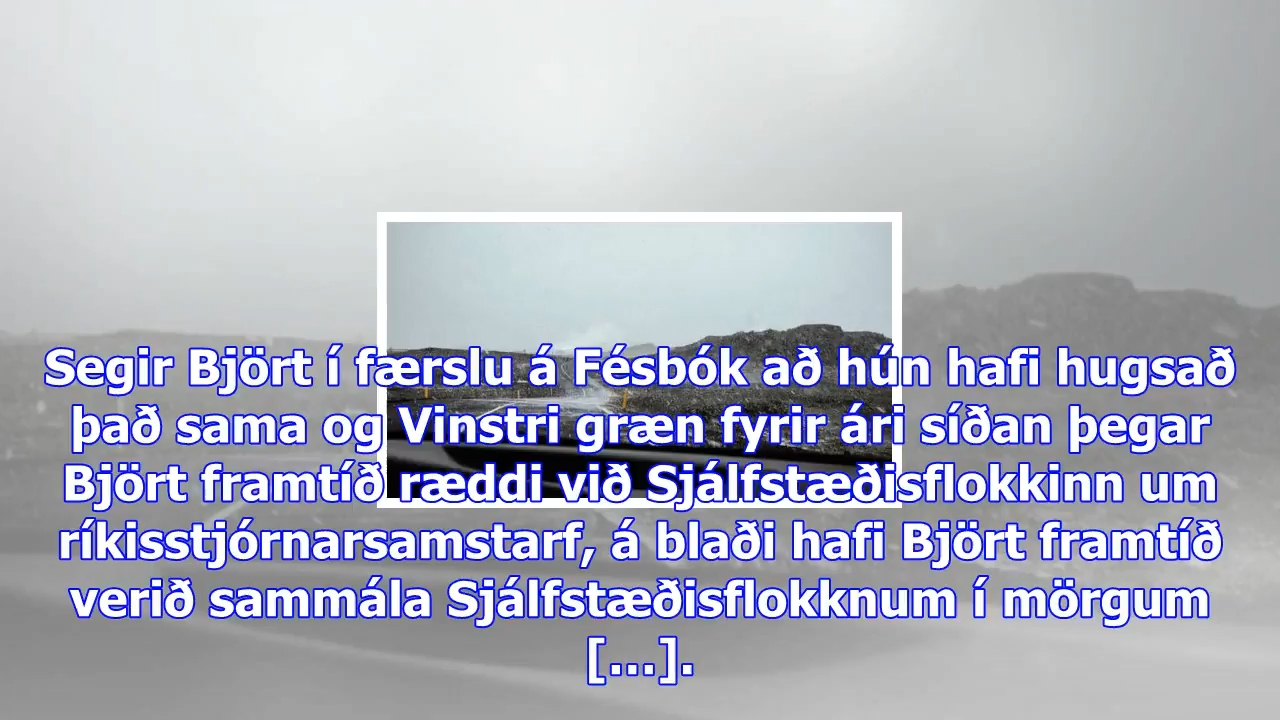 Segir Björt í færslu á Fésbók að hún hafi hugsað
það sama og Vinstri græn fyrir ári síðan þegar
Björt framtíð ræddi við Sjálfstæðisflokkinn um
ríkisstjórnarsamstarf, á blaði hafi Björt framtíð
verið sammála Sjálfstæðisflokknum í mörgum
[...].